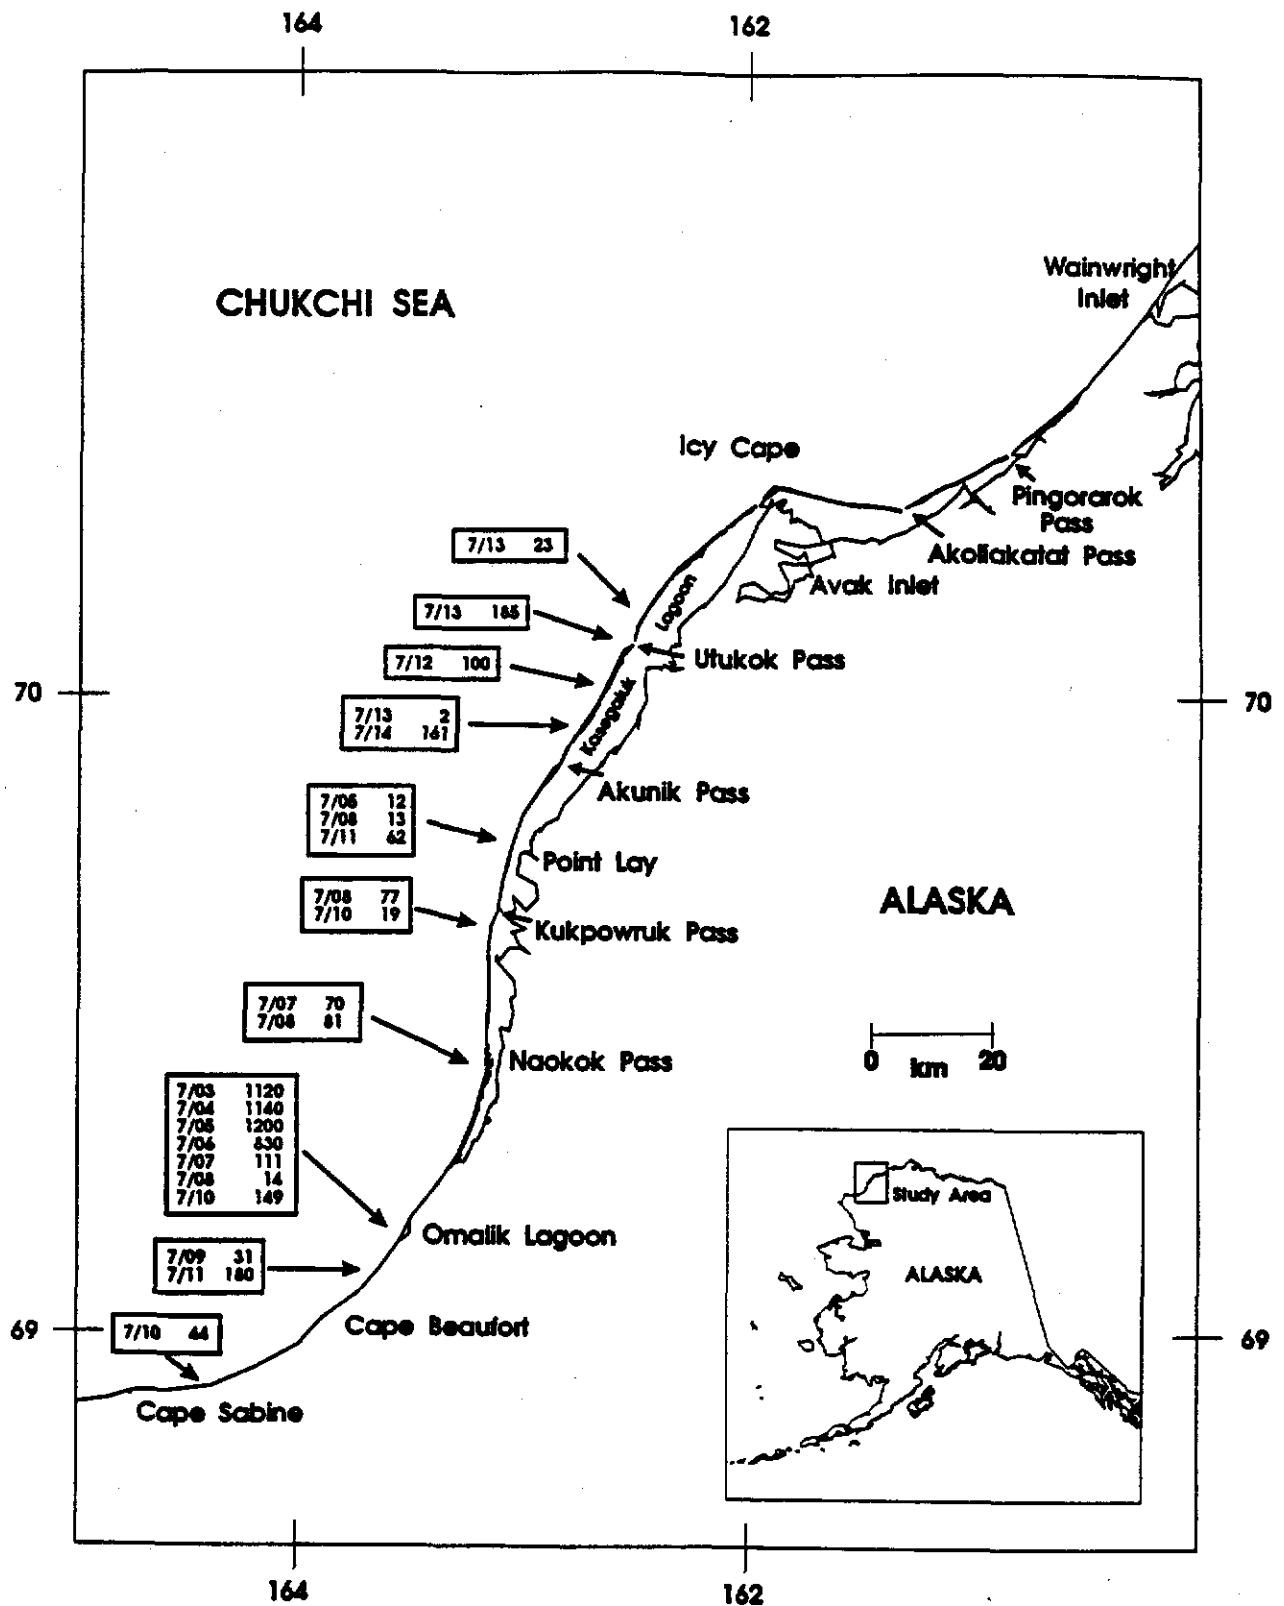 164 162
Wainwright
Inlet
CHUKCHI SEA
Icy Cape
Pingorarok
Pass
Akoliakatat Pass
Avak Inlet
7/13 23
Lagoon
7/13 185
Utukok Pass
7/12 100
70 70
Kasegaluk
7/13 2
7/14 161
Akunik Pass
7/05 12
7/08 13
7/11 62
Point Lay
7/08 77
7/10 19
ALASKA
Kukpowruk Pass
7/07 70
7/08 81
Naokok Pass
0 km 20
7/03 1120
7/04 1140
7/05 1200
7/06 830
7/07 111
7/08 14
7/10 149
Study Area
Omalik Lagoon
7/09 31
7/11 180
ALASKA
Cape Beaufort
69 69
7/10 44
Cape Sabine
164 162